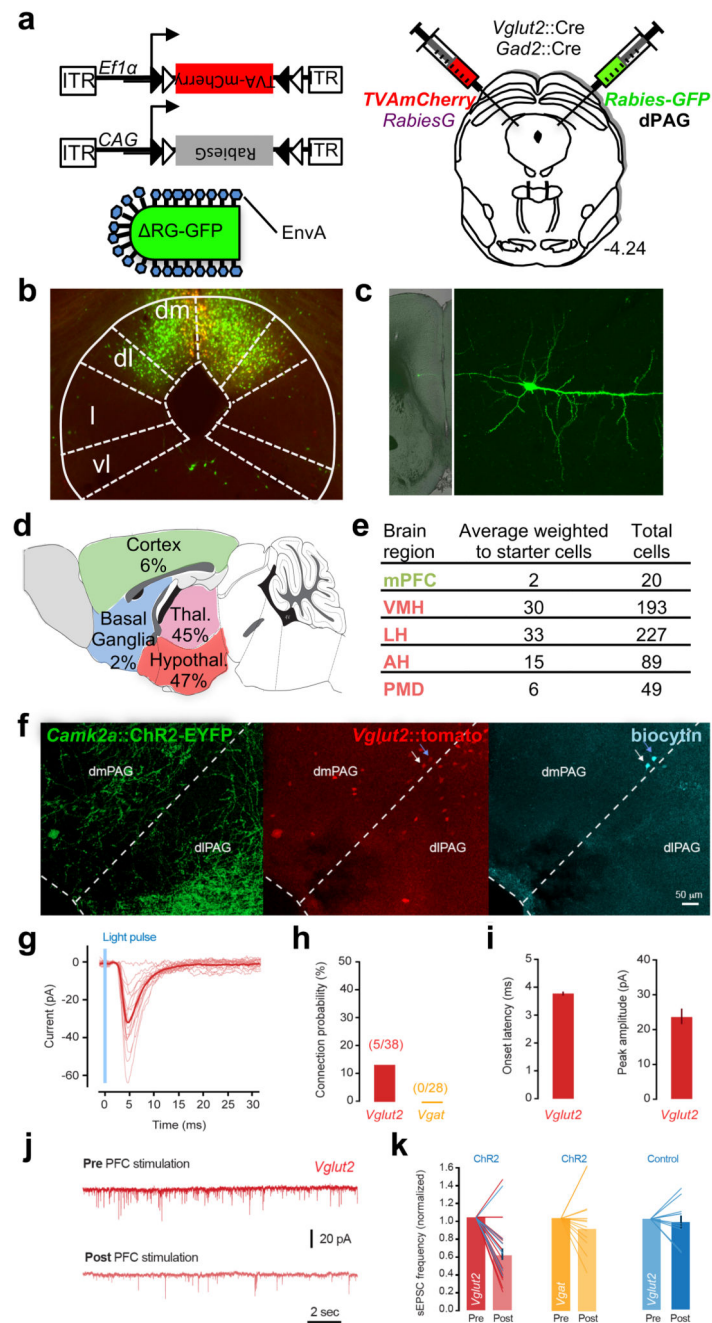 a
ITR
Ef1α
TVA-mCherry
TR
ITR
CAG
RabiesG
TR
ΔRG-GFP
EnvA
Vglut2::Cre
Gad2::Cre
TVAmCherry
RabiesG
Rabies-GFP
dPAG
-4.24
b
dm
dl
l
vl
c
d
Cortex
6%
Basal
Ganglia
2%
Thal.
45%
Hypothal.
47%
e
Brain region Average weighted to starter cells Total cells
mPFC 2 20
VMH 30 193
LH 33 227
AH 15 89
PMD 6 49
f
Camk2a::ChR2-EYFP
dmPAG
dlPAG
Vglut2::tomato
dmPAG
dlPAG
biocytin
dmPAG
dlPAG
50 μm
g
Light pulse
Current (pA)
0
-20
-40
-60
0 5 10 15 20 25 30
Time (ms)
h
Connection probability (%)
50
40
30
20
10
0
(5/38)
(0/28)
Vglut2 Vgat
i
Onset latency (ms)
5
4
3
2
1
0
Vglut2
Peak amplitude (pA)
40
30
20
10
0
Vglut2
j
Pre PFC stimulation
Vglut2
20 pA
Post PFC stimulation
2 sec
k
ChR2 ChR2 Control
sEPSC frequency (normalized)
1.6
1.4
1.2
1.0
0.8
0.6
0.4
0.2
0.0
Vglut2
Vgat
Vglut2
Pre Post Pre Post Pre Post